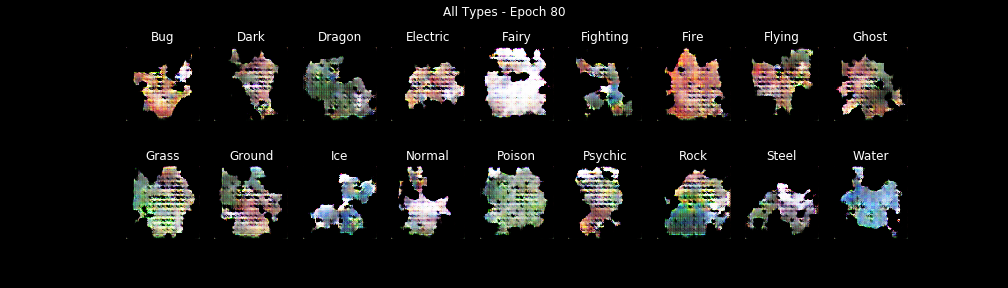 All Types - Epoch 80
Bug Dark Dragon Electric Fairy Fighting Fire Flying Ghost
Grass Ground Ice Normal Poison Psychic Rock Steel Water